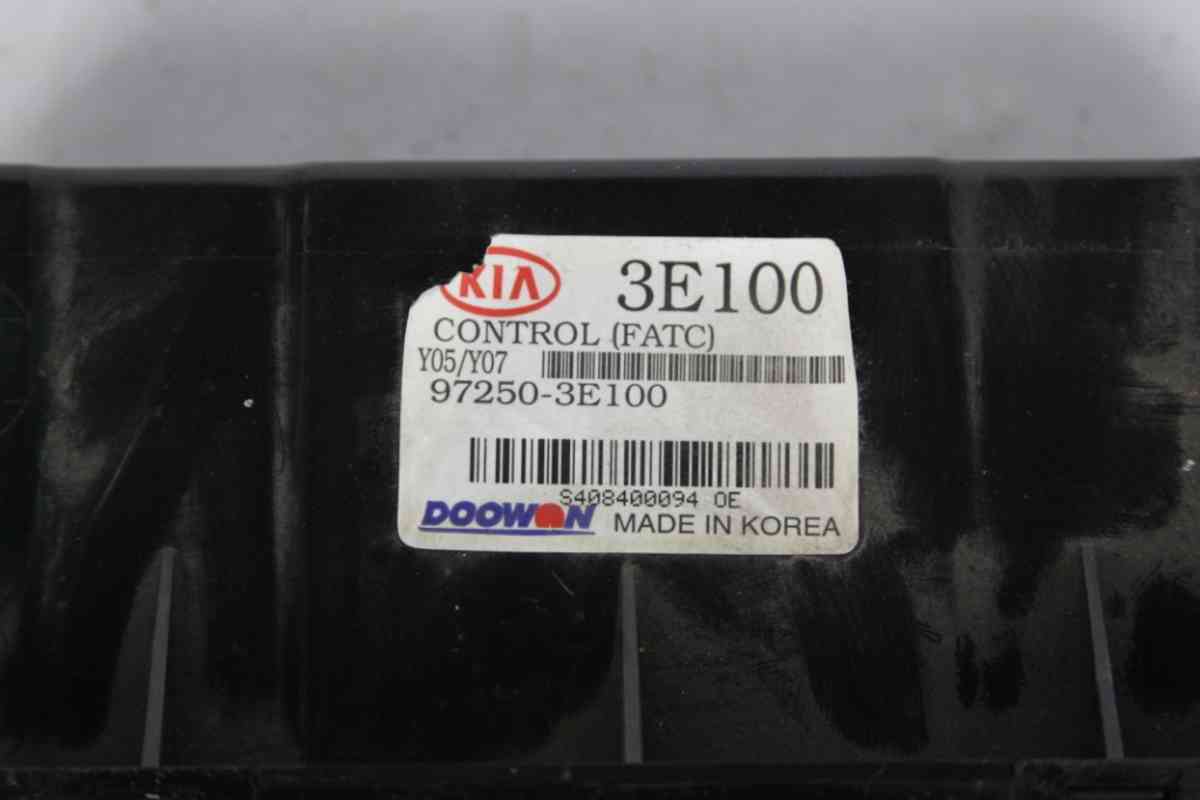 KIA 3E100
CONTROL (FATC)
Y05/Y07
97250-3E100
S408400094 0E
DOOWON MADE IN KOREA